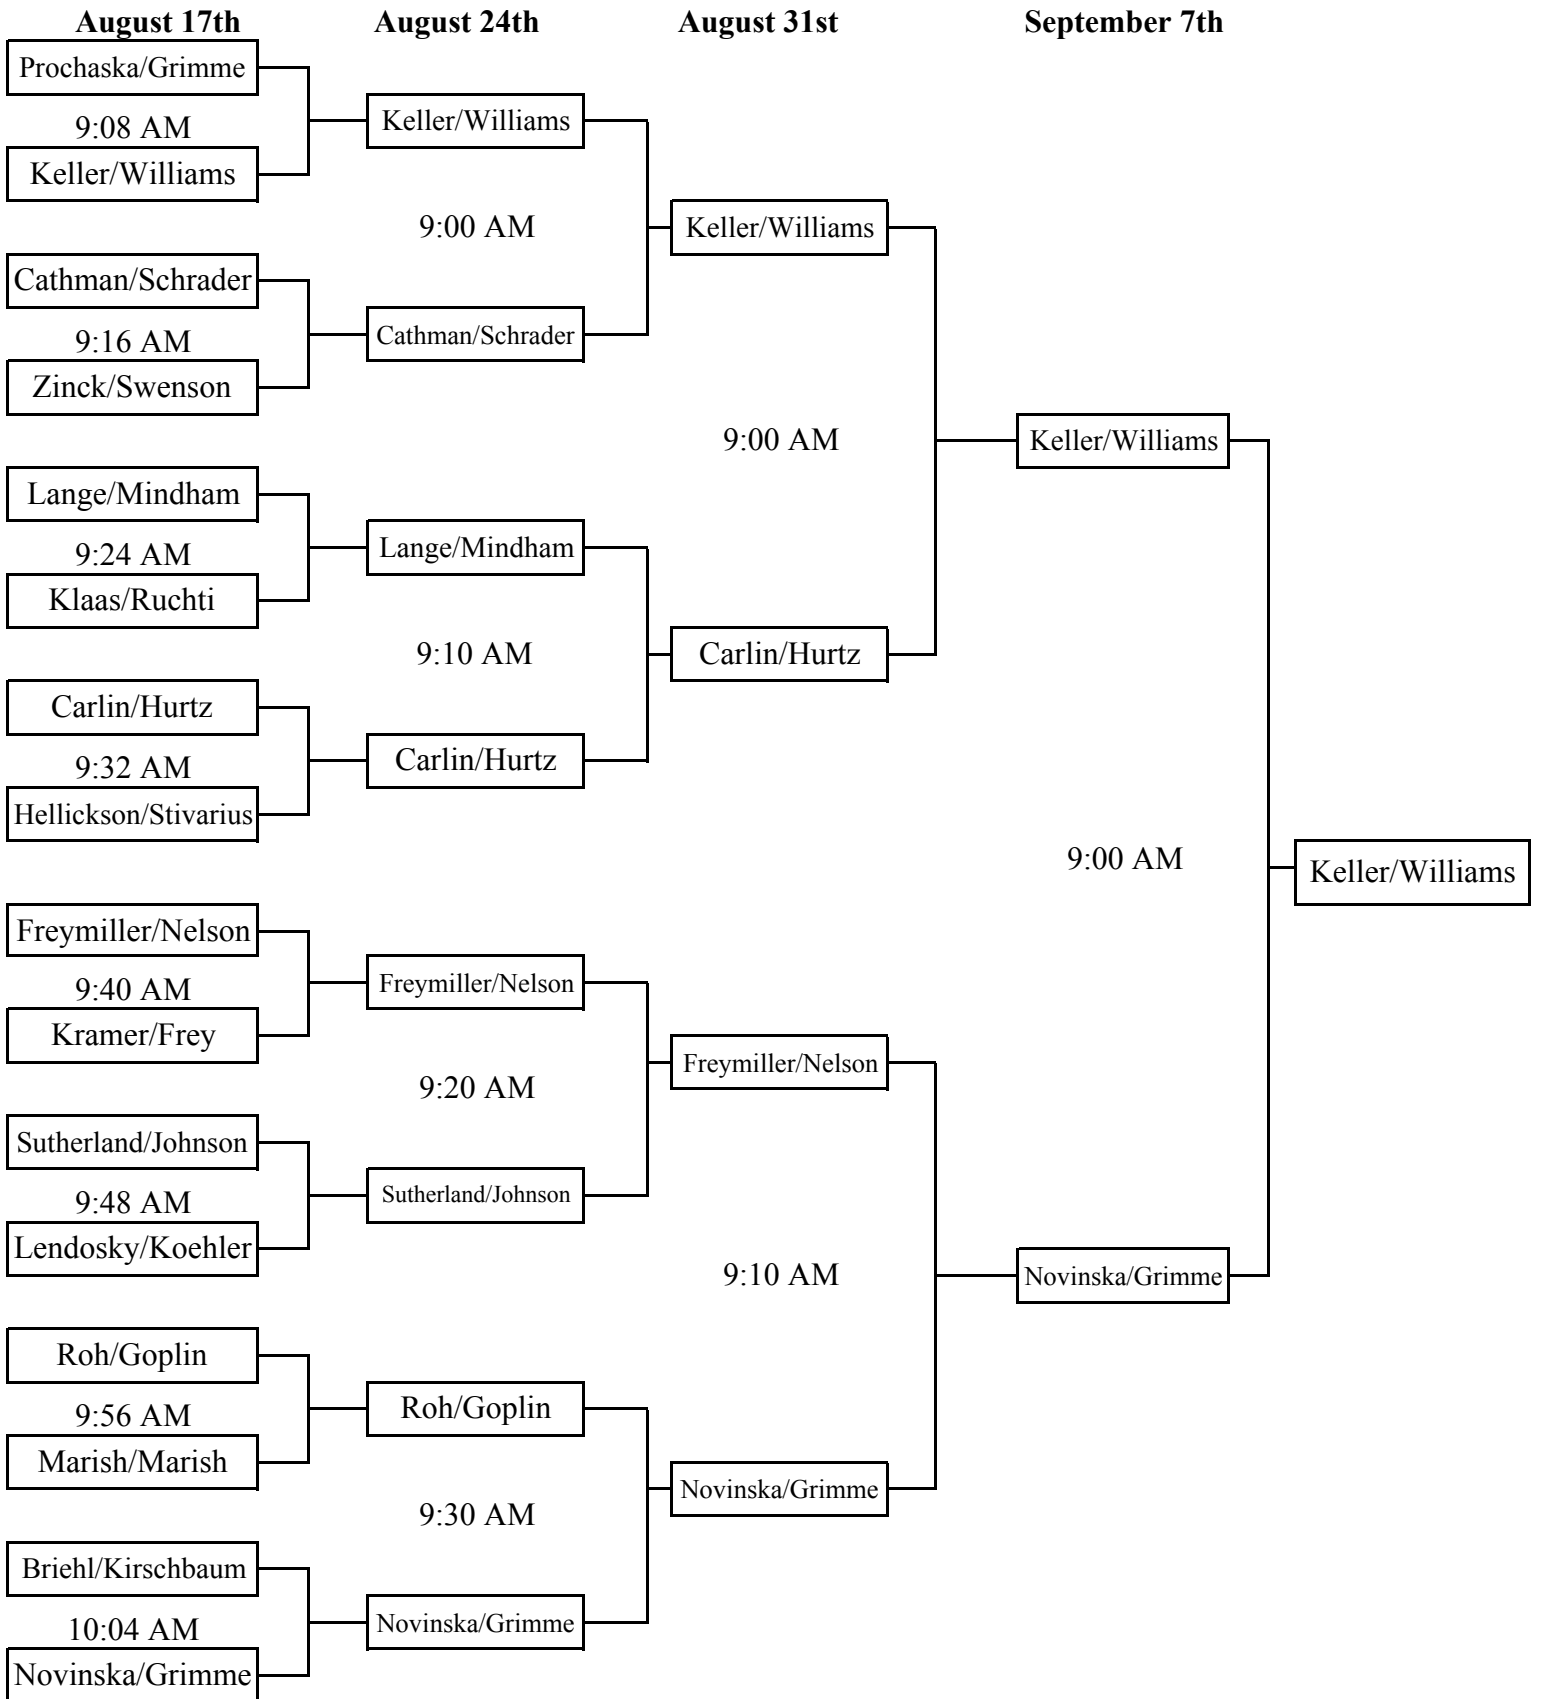 August 17th
August 24th
August 31st
September 7th
Prochaska/Grimme
9:08 AM
Keller/Williams
Cathman/Schrader
9:16 AM
Zinck/Swenson
Lange/Mindham
9:24 AM
Klaas/Ruchti
Carlin/Hurtz
9:32 AM
Hellickson/Stivarius
Freymiller/Nelson
9:40 AM
Kramer/Frey
Sutherland/Johnson
9:48 AM
Lendosky/Koehler
Roh/Goplin
9:56 AM
Marish/Marish
Briehl/Kirschbaum
10:04 AM
Novinska/Grimme
Keller/Williams
9:00 AM
Cathman/Schrader
Lange/Mindham
9:10 AM
Carlin/Hurtz
Freymiller/Nelson
9:20 AM
Sutherland/Johnson
Roh/Goplin
9:30 AM
Novinska/Grimme
Keller/Williams
9:00 AM
Carlin/Hurtz
Freymiller/Nelson
9:10 AM
Novinska/Grimme
Keller/Williams
9:00 AM
Novinska/Grimme
Keller/Williams